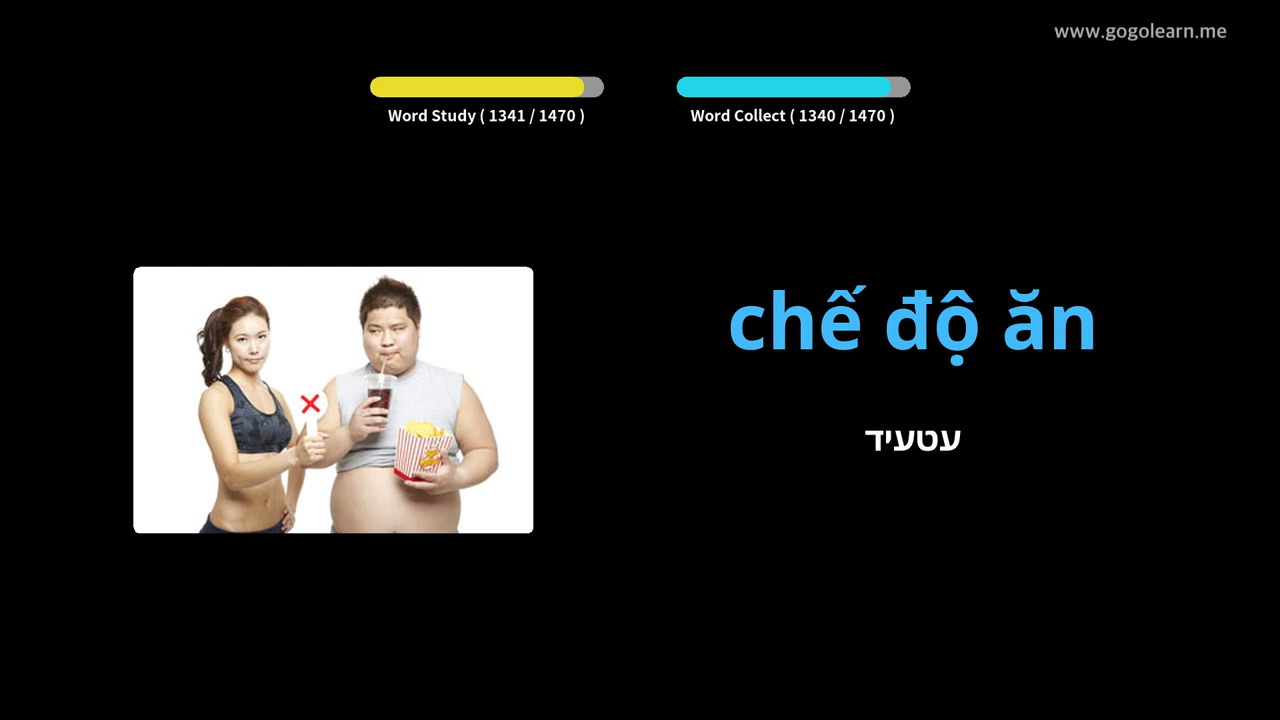 www.gogolearn.me
Word Study ( 1341 / 1470 )
Word Collect ( 1340 / 1470 )
chế độ ăn
עטעיד